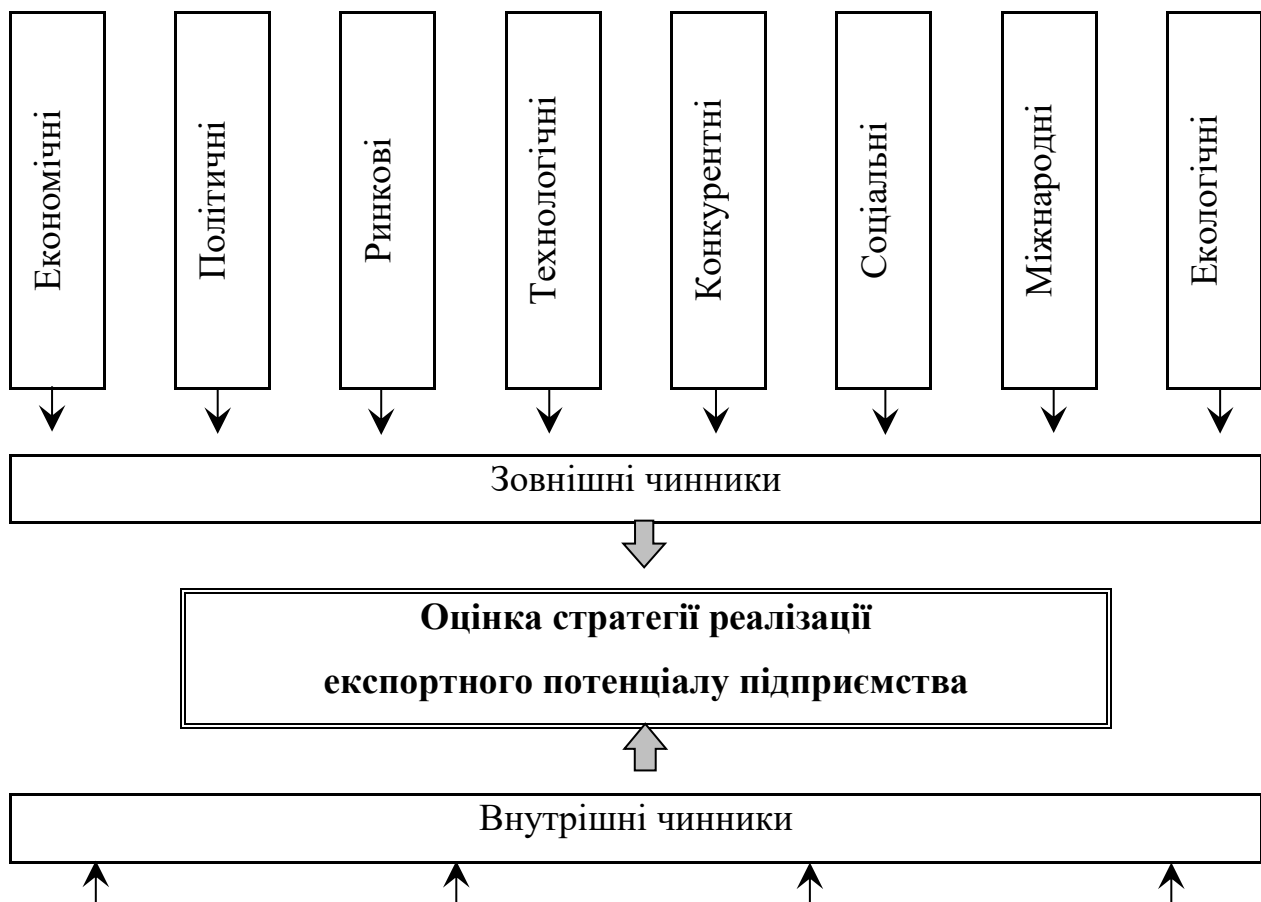 Економічні
Політичні
Ринкові
Технологічні
Конкурентні
Соціальні
Міжнародні
Екологічні
Зовнішні чинники
Оцінка стратегії реалізації
експортного потенціалу підприємства
Внутрішні чинники